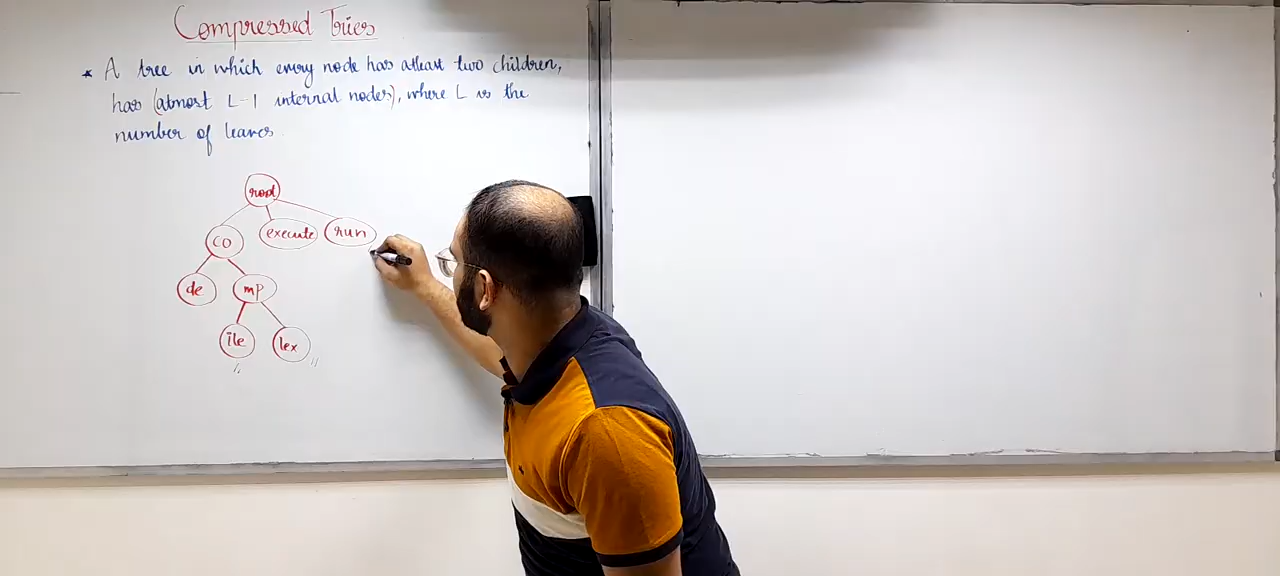 Compressed Tries
* A tree in which every node has atleast two children,
has (atmost L-1 internal nodes), where L is the
number of leaves
root
co execute run
de mp
ile lex